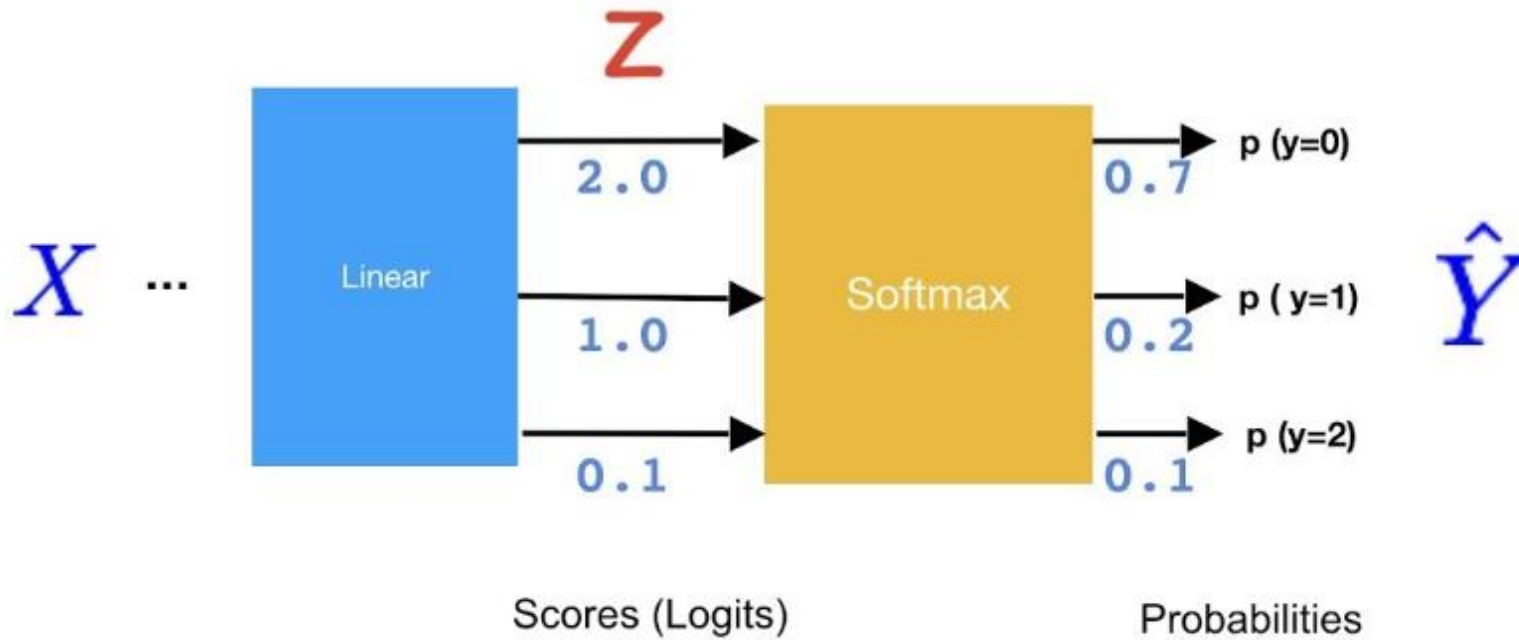 Z
2.0
0.7
p (y=0)
X
...
Linear
1.0
Softmax
0.2
p ( y=1)
Ŷ
0.1
0.1
p (y=2)
Scores (Logits)
Probabilities